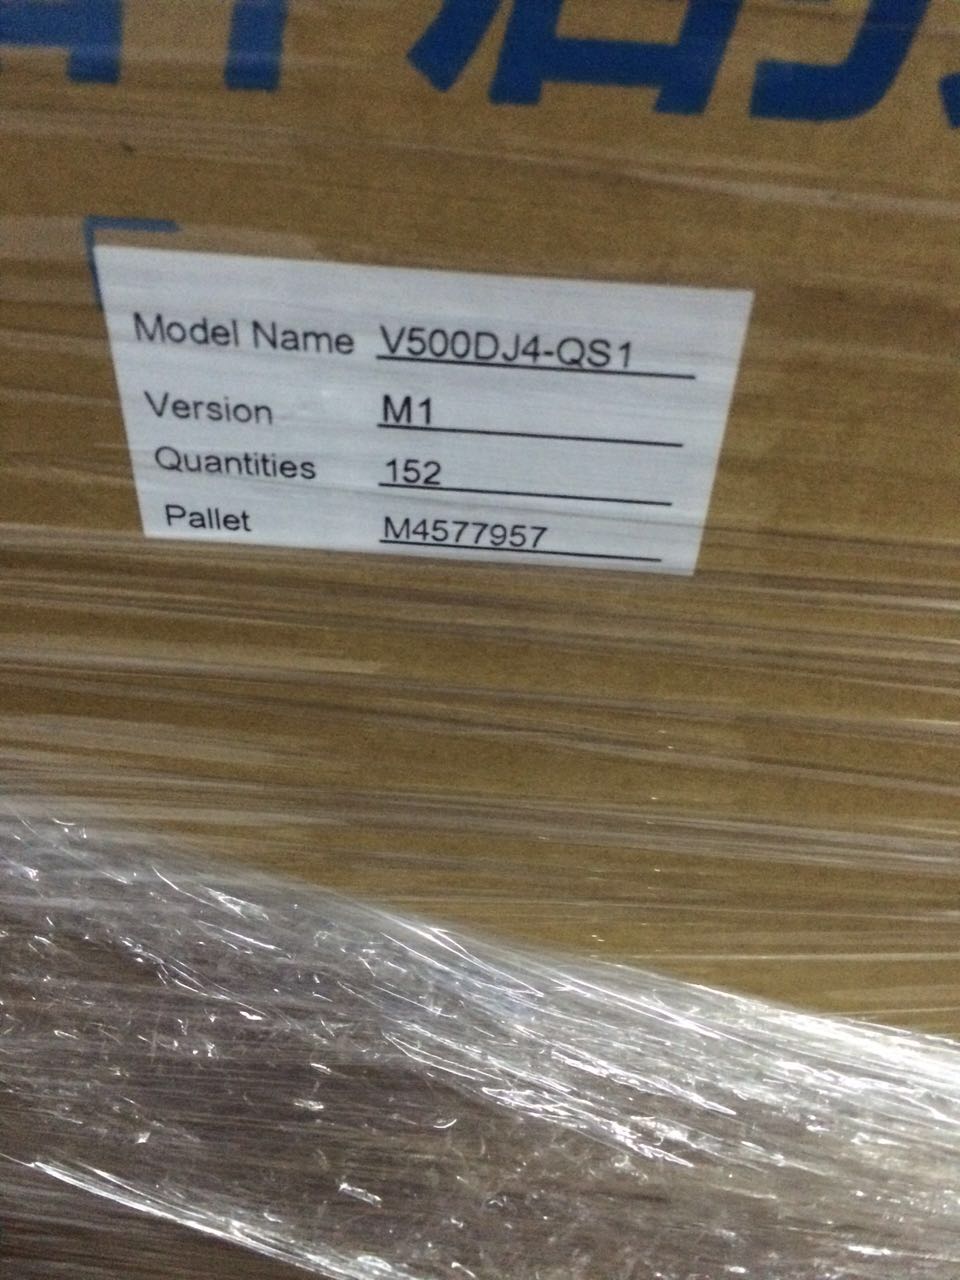 Model Name V500DJ4-QS1
Version M1
Quantities 152
Pallet M4577957